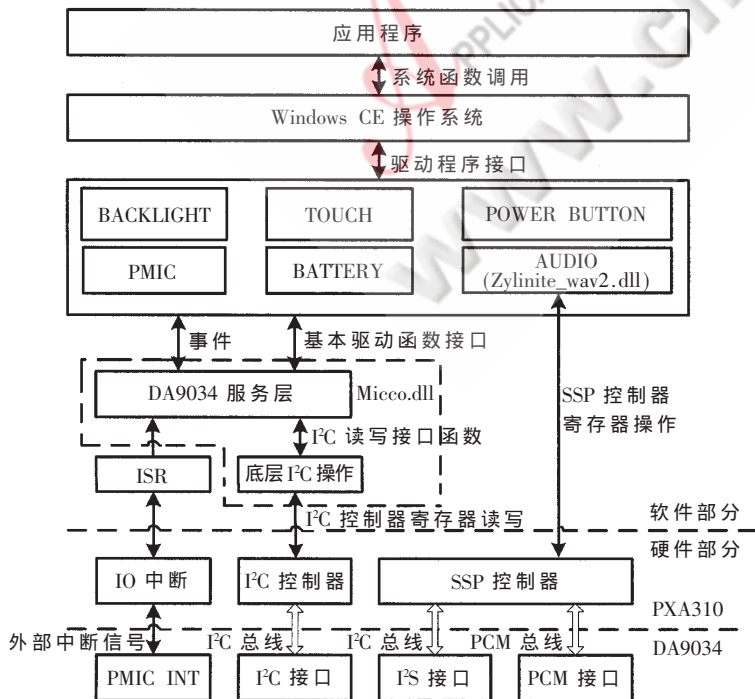 应用程序
系统函数调用
Windows CE 操作系统
驱动程序接口
BACKLIGHT TOUCH POWER BUTTON
PMIC BATTERY AUDIO
(Zylinite_wav2.dll)
事件 基本驱动函数接口
DA9034 服务层 Micco.dll
SSP 控制器
寄存器操作
I²C 读写接口函数
ISR 底层 I²C 操作
I²C 控制器寄存器读写
软件部分
硬件部分
IO 中断 I²C 控制器 SSP 控制器
PXA310
外部中断信号 I²C 总线 I²C 总线 PCM 总线 DA9034
PMIC INT I²C 接口 I²S 接口 PCM 接口